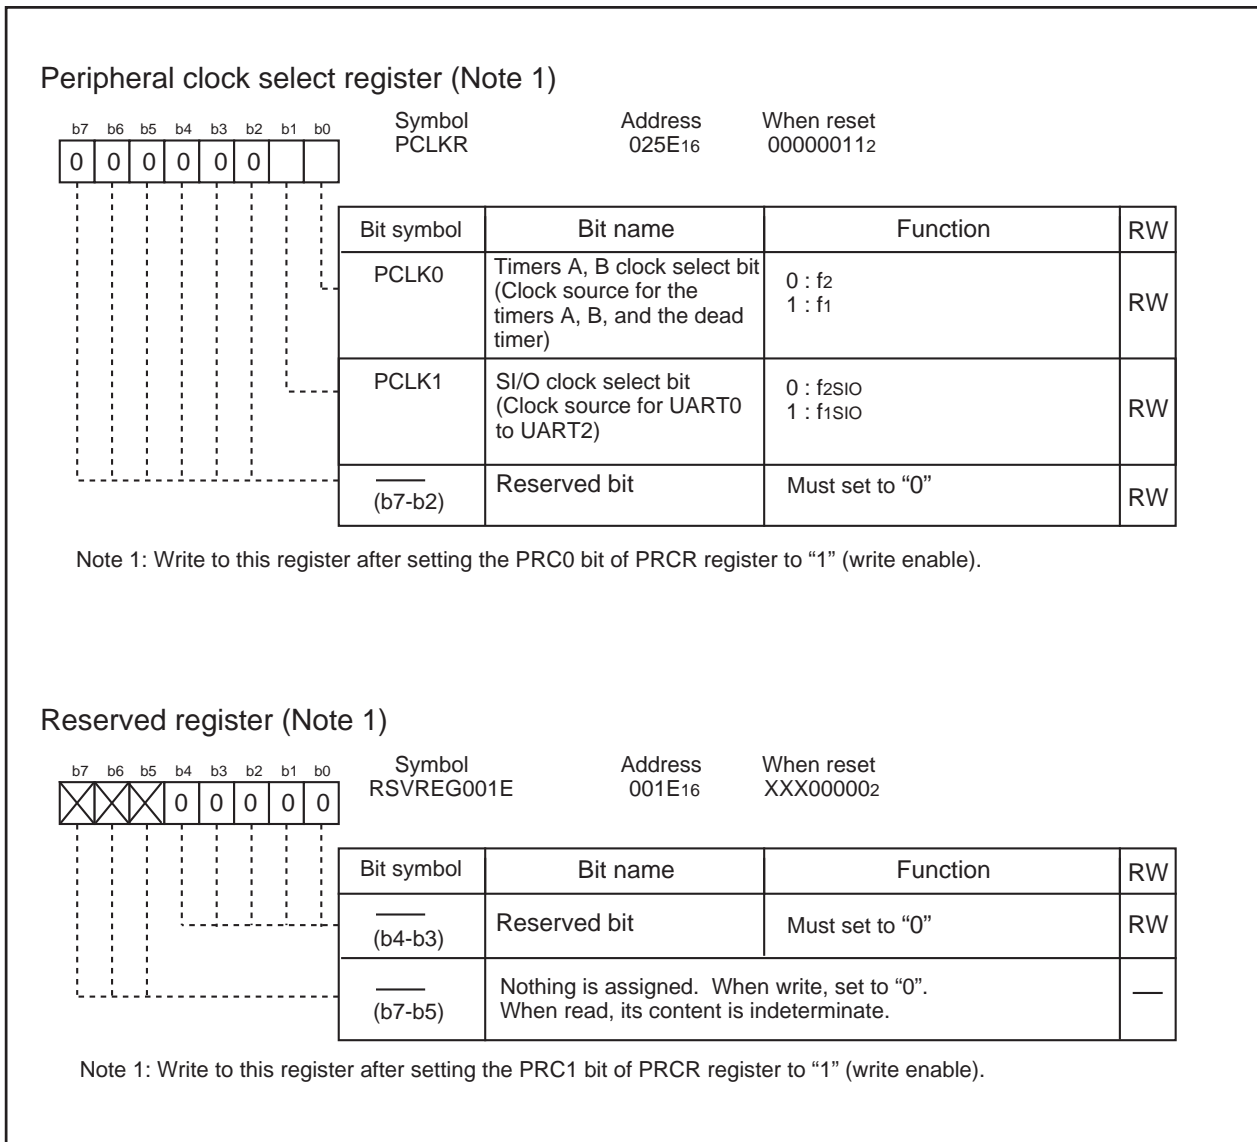 Peripheral clock select register (Note 1)
b7 b6 b5 b4 b3 b2 b1 b0
0 0 0 0 0 0
Symbol Address When reset
PCLKR 025E16 000000112
Bit symbol Bit name Function RW
PCLK0 Timers A, B clock select bit
(Clock source for the
timers A, B, and the dead
timer)
0 : f2
1 : f1
RW
PCLK1 SI/O clock select bit
(Clock source for UART0
to UART2)
0 : f2SIO
1 : f1SIO
RW
(b7-b2) Reserved bit Must set to “0” RW
Note 1: Write to this register after setting the PRC0 bit of PRCR register to “1” (write enable).
Reserved register (Note 1)
b7 b6 b5 b4 b3 b2 b1 b0
0 0 0 0 0
Symbol Address When reset
RSVREG001E 001E16 XXX000002
Bit symbol Bit name Function RW
(b4-b3) Reserved bit Must set to “0” RW
(b7-b5) Nothing is assigned. When write, set to “0”.
When read, its content is indeterminate.
—
Note 1: Write to this register after setting the PRC1 bit of PRCR register to “1” (write enable).